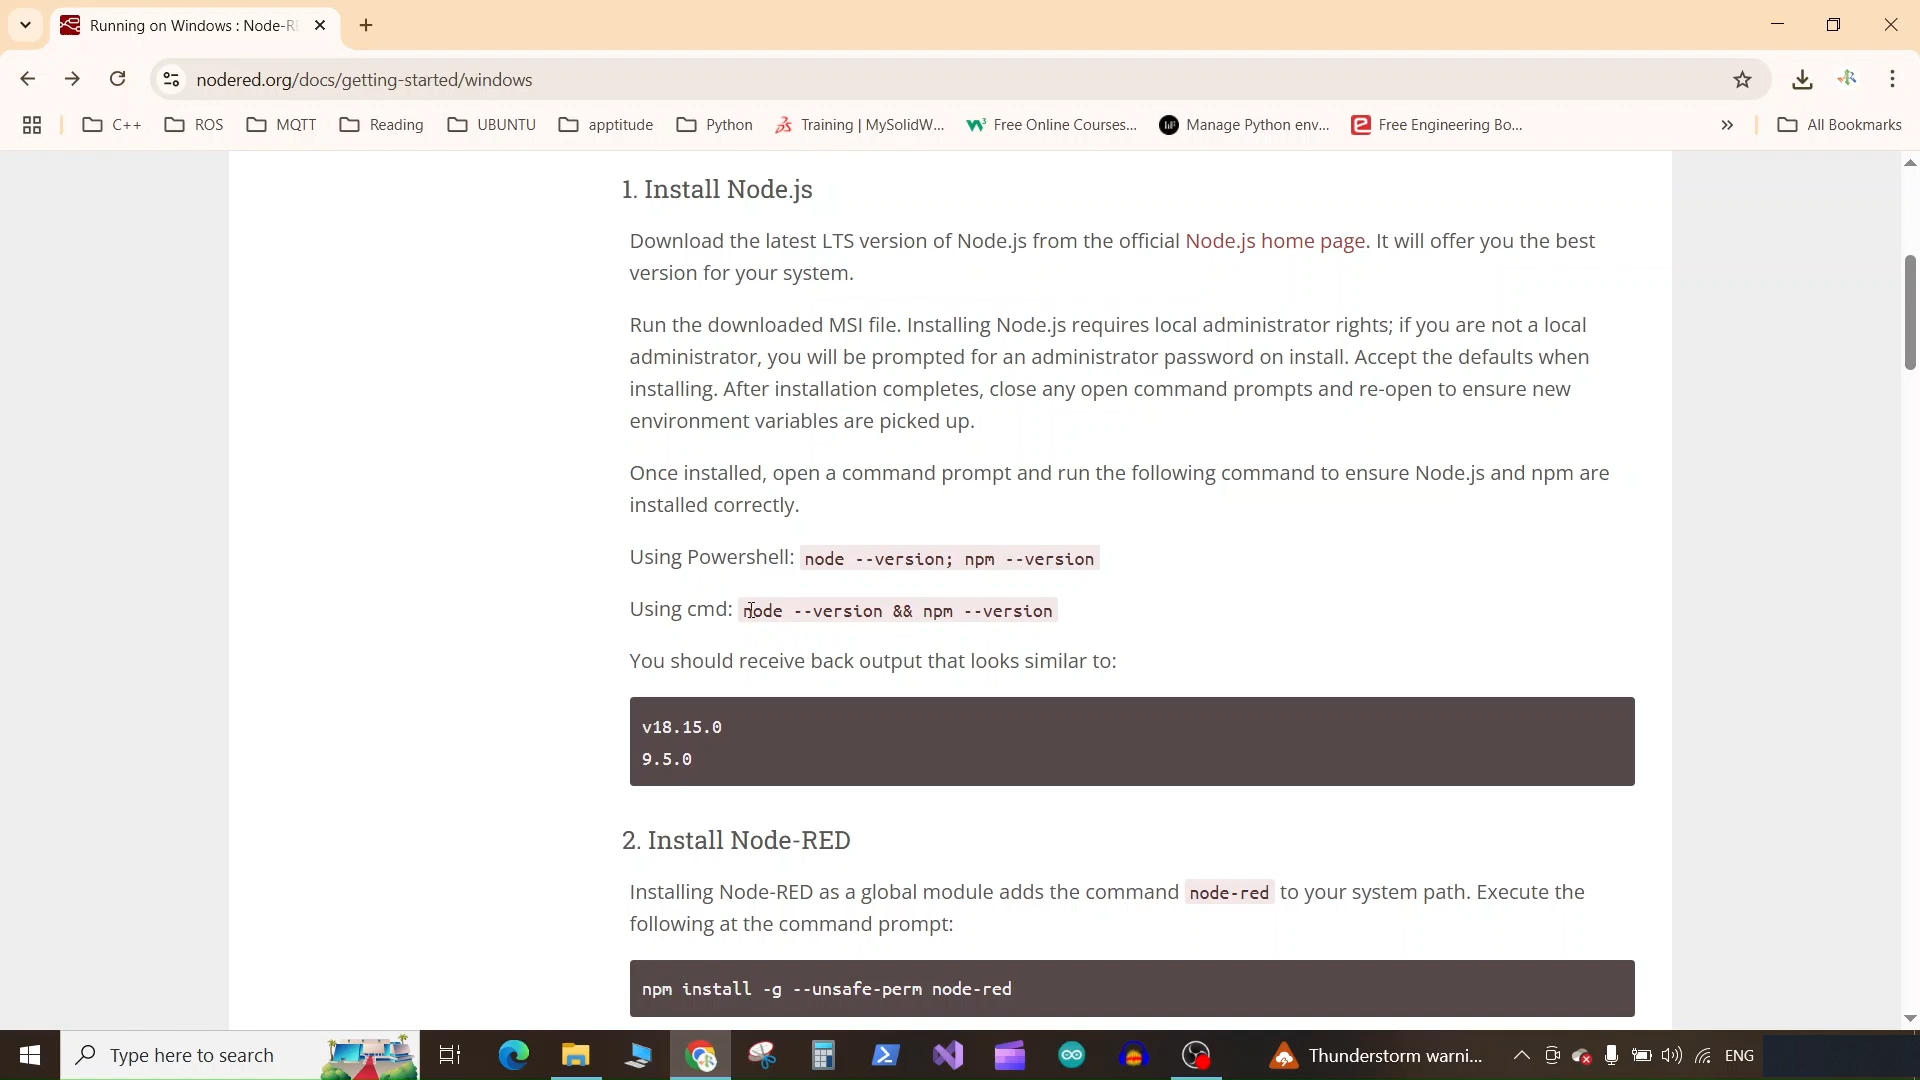 Running on Windows : Node-R
nodered.org/docs/getting-started/windows
C++
ROS
MQTT
Reading
UBUNTU
apptitude
Python
Training | MySolidW...
Free Online Courses...
Manage Python env...
Free Engineering Bo...
All Bookmarks
1. Install Node.js
Download the latest LTS version of Node.js from the official Node.js home page. It will offer you the best
version for your system.
Run the downloaded MSI file. Installing Node.js requires local administrator rights; if you are not a local
administrator, you will be prompted for an administrator password on install. Accept the defaults when
installing. After installation completes, close any open command prompts and re-open to ensure new
environment variables are picked up.
Once installed, open a command prompt and run the following command to ensure Node.js and npm are
installed correctly.
Using Powershell: node --version; npm --version
Using cmd: node --version && npm --version
You should receive back output that looks similar to:
v18.15.0
9.5.0
2. Install Node-RED
Installing Node-RED as a global module adds the command node-red to your system path. Execute the
following at the command prompt:
npm install -g --unsafe-perm node-red
Type here to search
Thunderstorm warni...
ENG